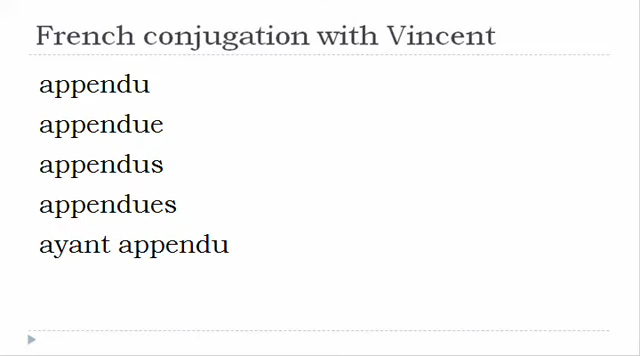 French conjugation with Vincent
appendu
appendue
appendus
appendues
ayant appendu